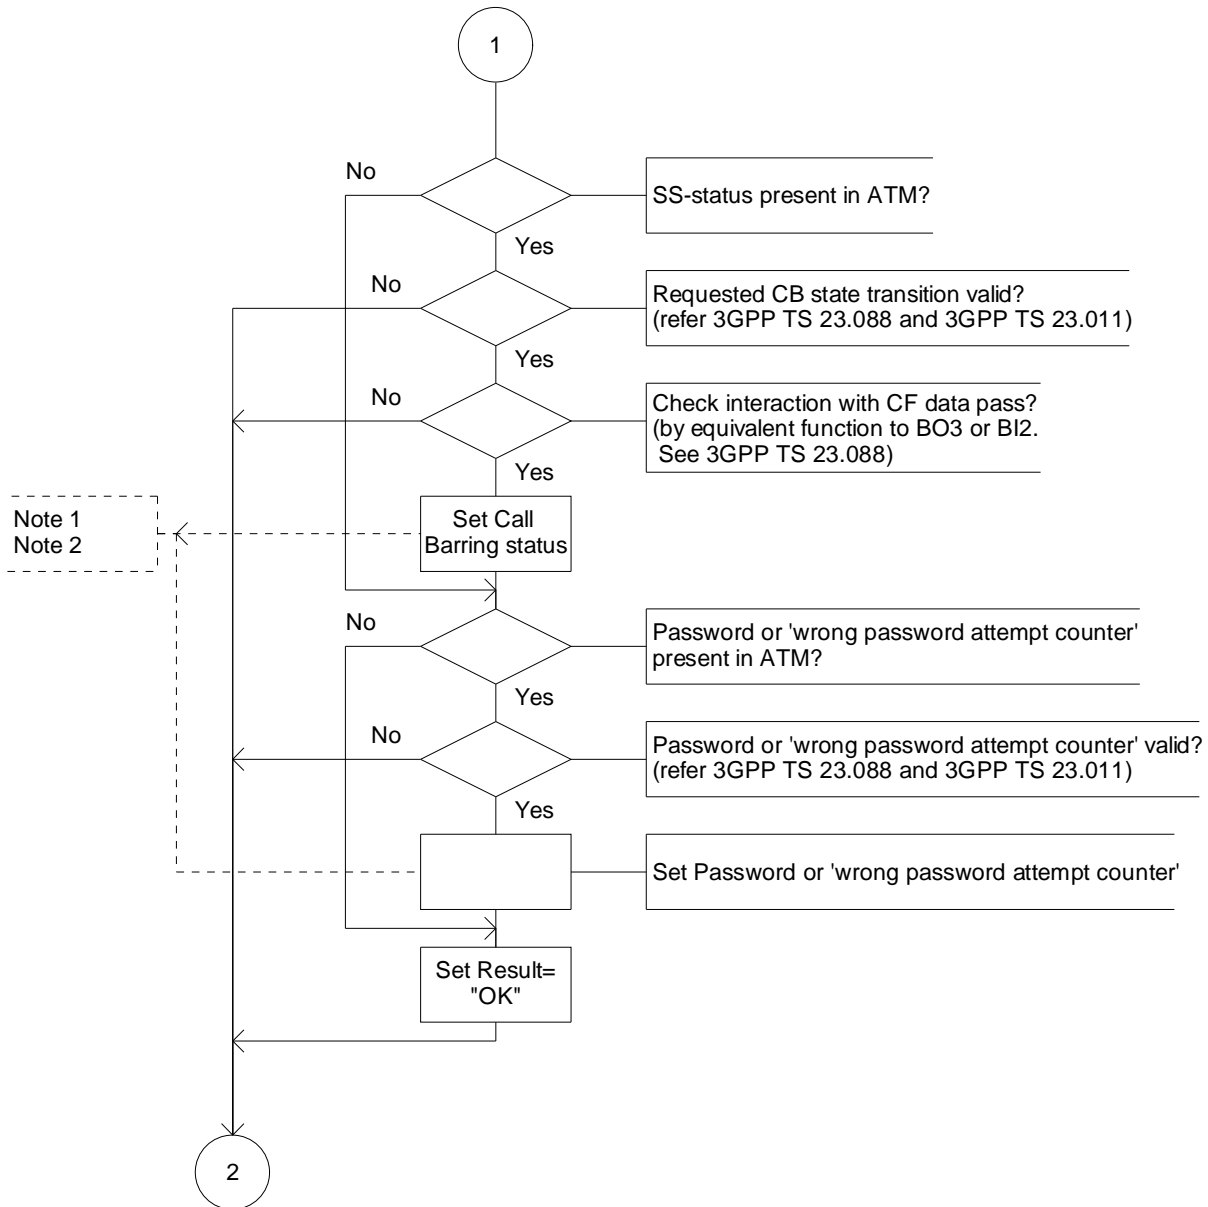 1
No
SS-status present in ATM?
Yes
No
Requested CB state transition valid?
(refer 3GPP TS 23.088 and 3GPP TS 23.011)
Yes
No
Check interaction with CF data pass?
(by equivalent function to BO3 or BI2.
See 3GPP TS 23.088)
Yes
Note 1
Note 2
Set Call
Barring status
No
Password or 'wrong password attempt counter'
present in ATM?
Yes
No
Password or 'wrong password attempt counter' valid?
(refer 3GPP TS 23.088 and 3GPP TS 23.011)
Yes
Set Password or 'wrong password attempt counter'
Set Result=
"OK"
2